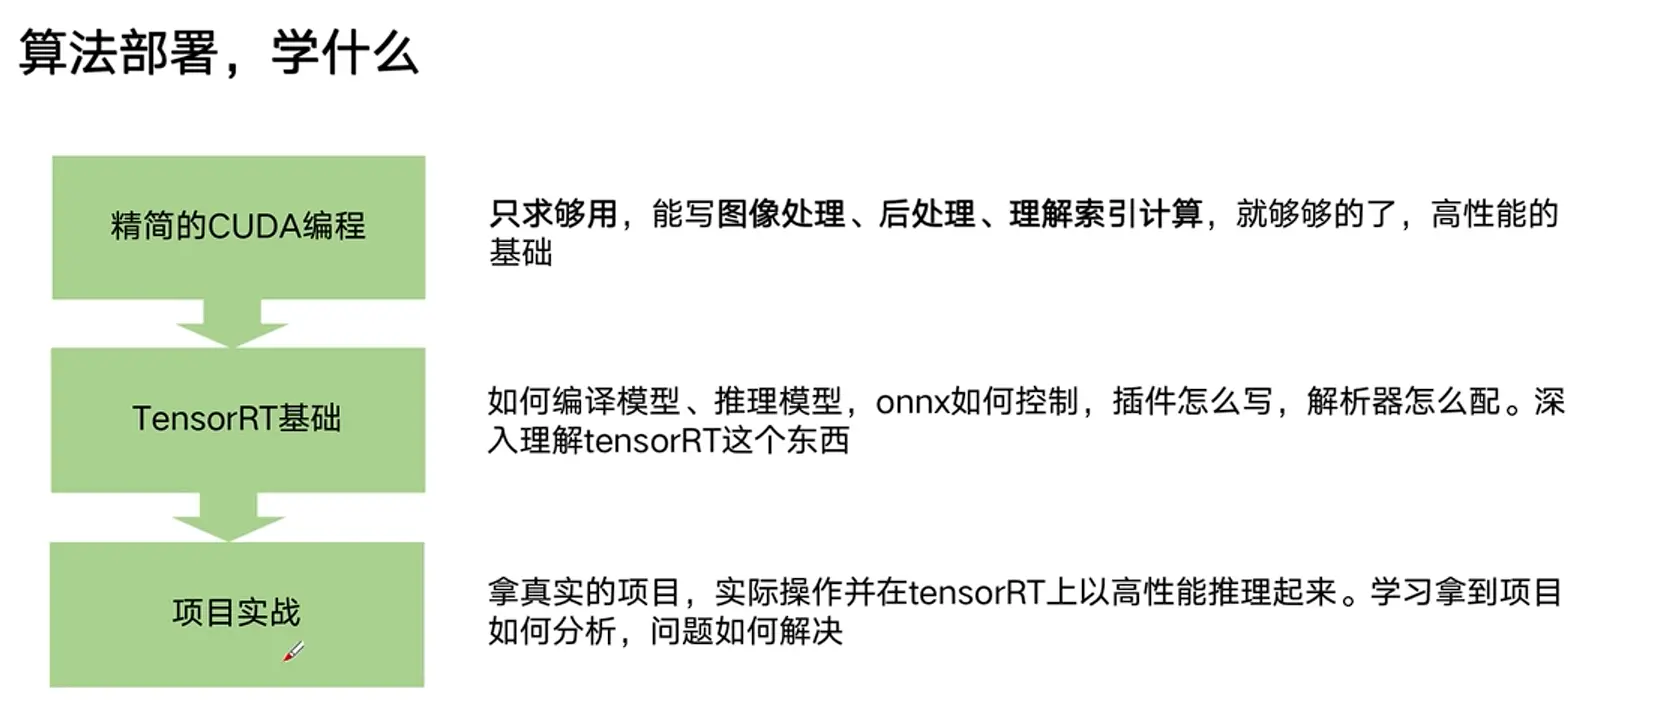 算法部署，学什么
精简的CUDA编程
只求够用，能写图像处理、后处理、理解索引计算，就够够的了，高性能的
基础
TensorRT基础
如何编译模型、推理模型，onnx如何控制，插件怎么写，解析器怎么配。深
入理解tensorRT这个东西
项目实战
拿真实的项目，实际操作并在tensorRT上以高性能推理起来。学习拿到项目
如何分析，问题如何解决